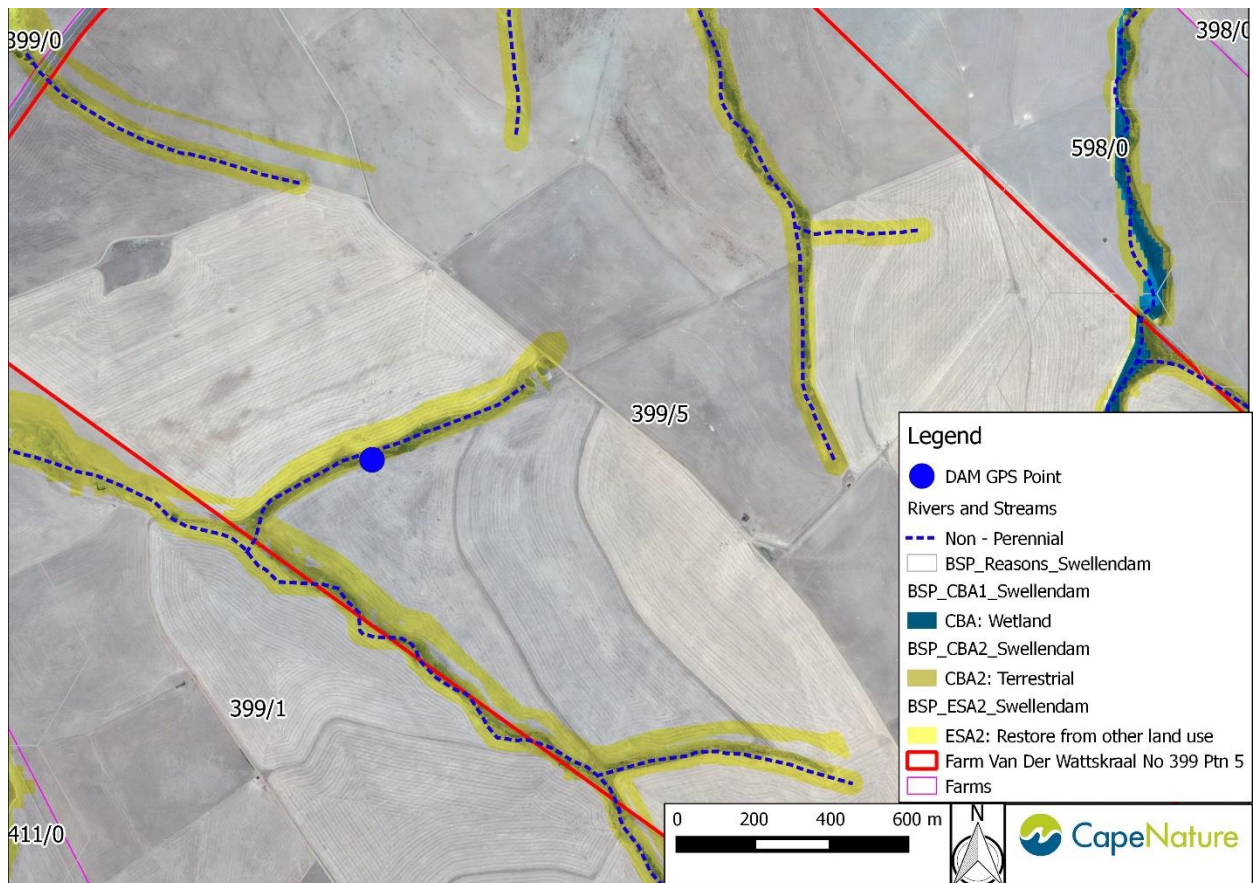 399/0
398/0
598/0
399/5
399/1
411/0
Legend
DAM GPS Point
Rivers and Streams
Non - Perennial
BSP_Reasons_Swellendam
BSP_CBA1_Swellendam
CBA: Wetland
BSP_CBA2_Swellendam
CBA2: Terrestrial
BSP_ESA2_Swellendam
ESA2: Restore from other land use
Farm Van Der Wattskraal No 399 Ptn 5
Farms
0 200 400 600 m
N
CapeNature